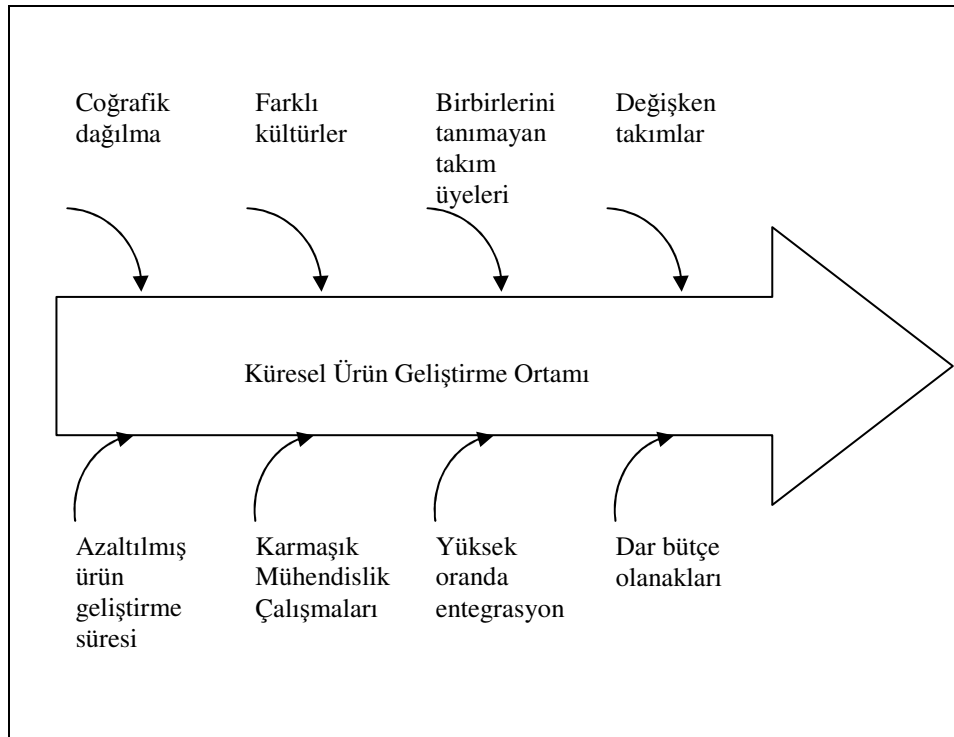 Coğrafik
dağılma
Farklı
kültürler
Birbirlerini
tanımayan
takım
üyeleri
Değişken
takımlar
Küresel Ürün Geliştirme Ortamı
Azaltılmış
ürün
geliştirme
süresi
Karmaşık
Mühendislik
Çalışmaları
Yüksek
oranda
entegrasyon
Dar bütçe
olanakları